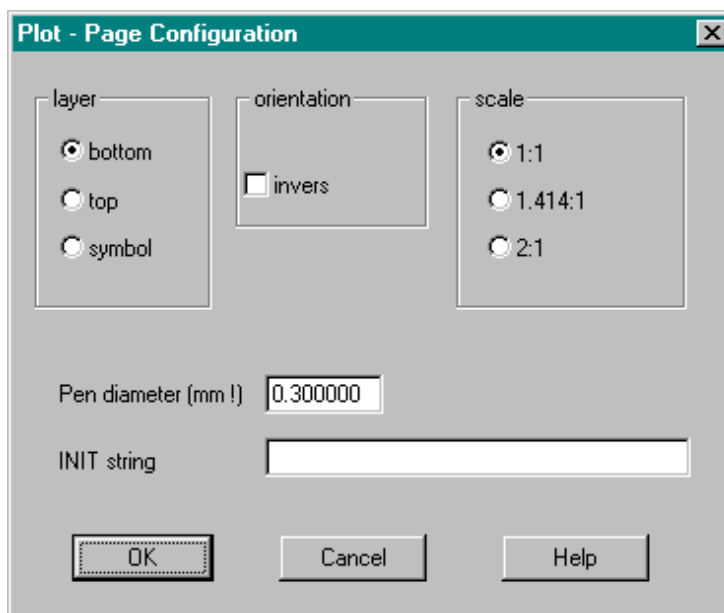 Plot - Page Configuration
layer
bottom
top
symbol
orientation
invers
scale
1:1
1.414:1
2:1
Pen diameter (mm !)
0.300000
INIT string
OK
Cancel
Help